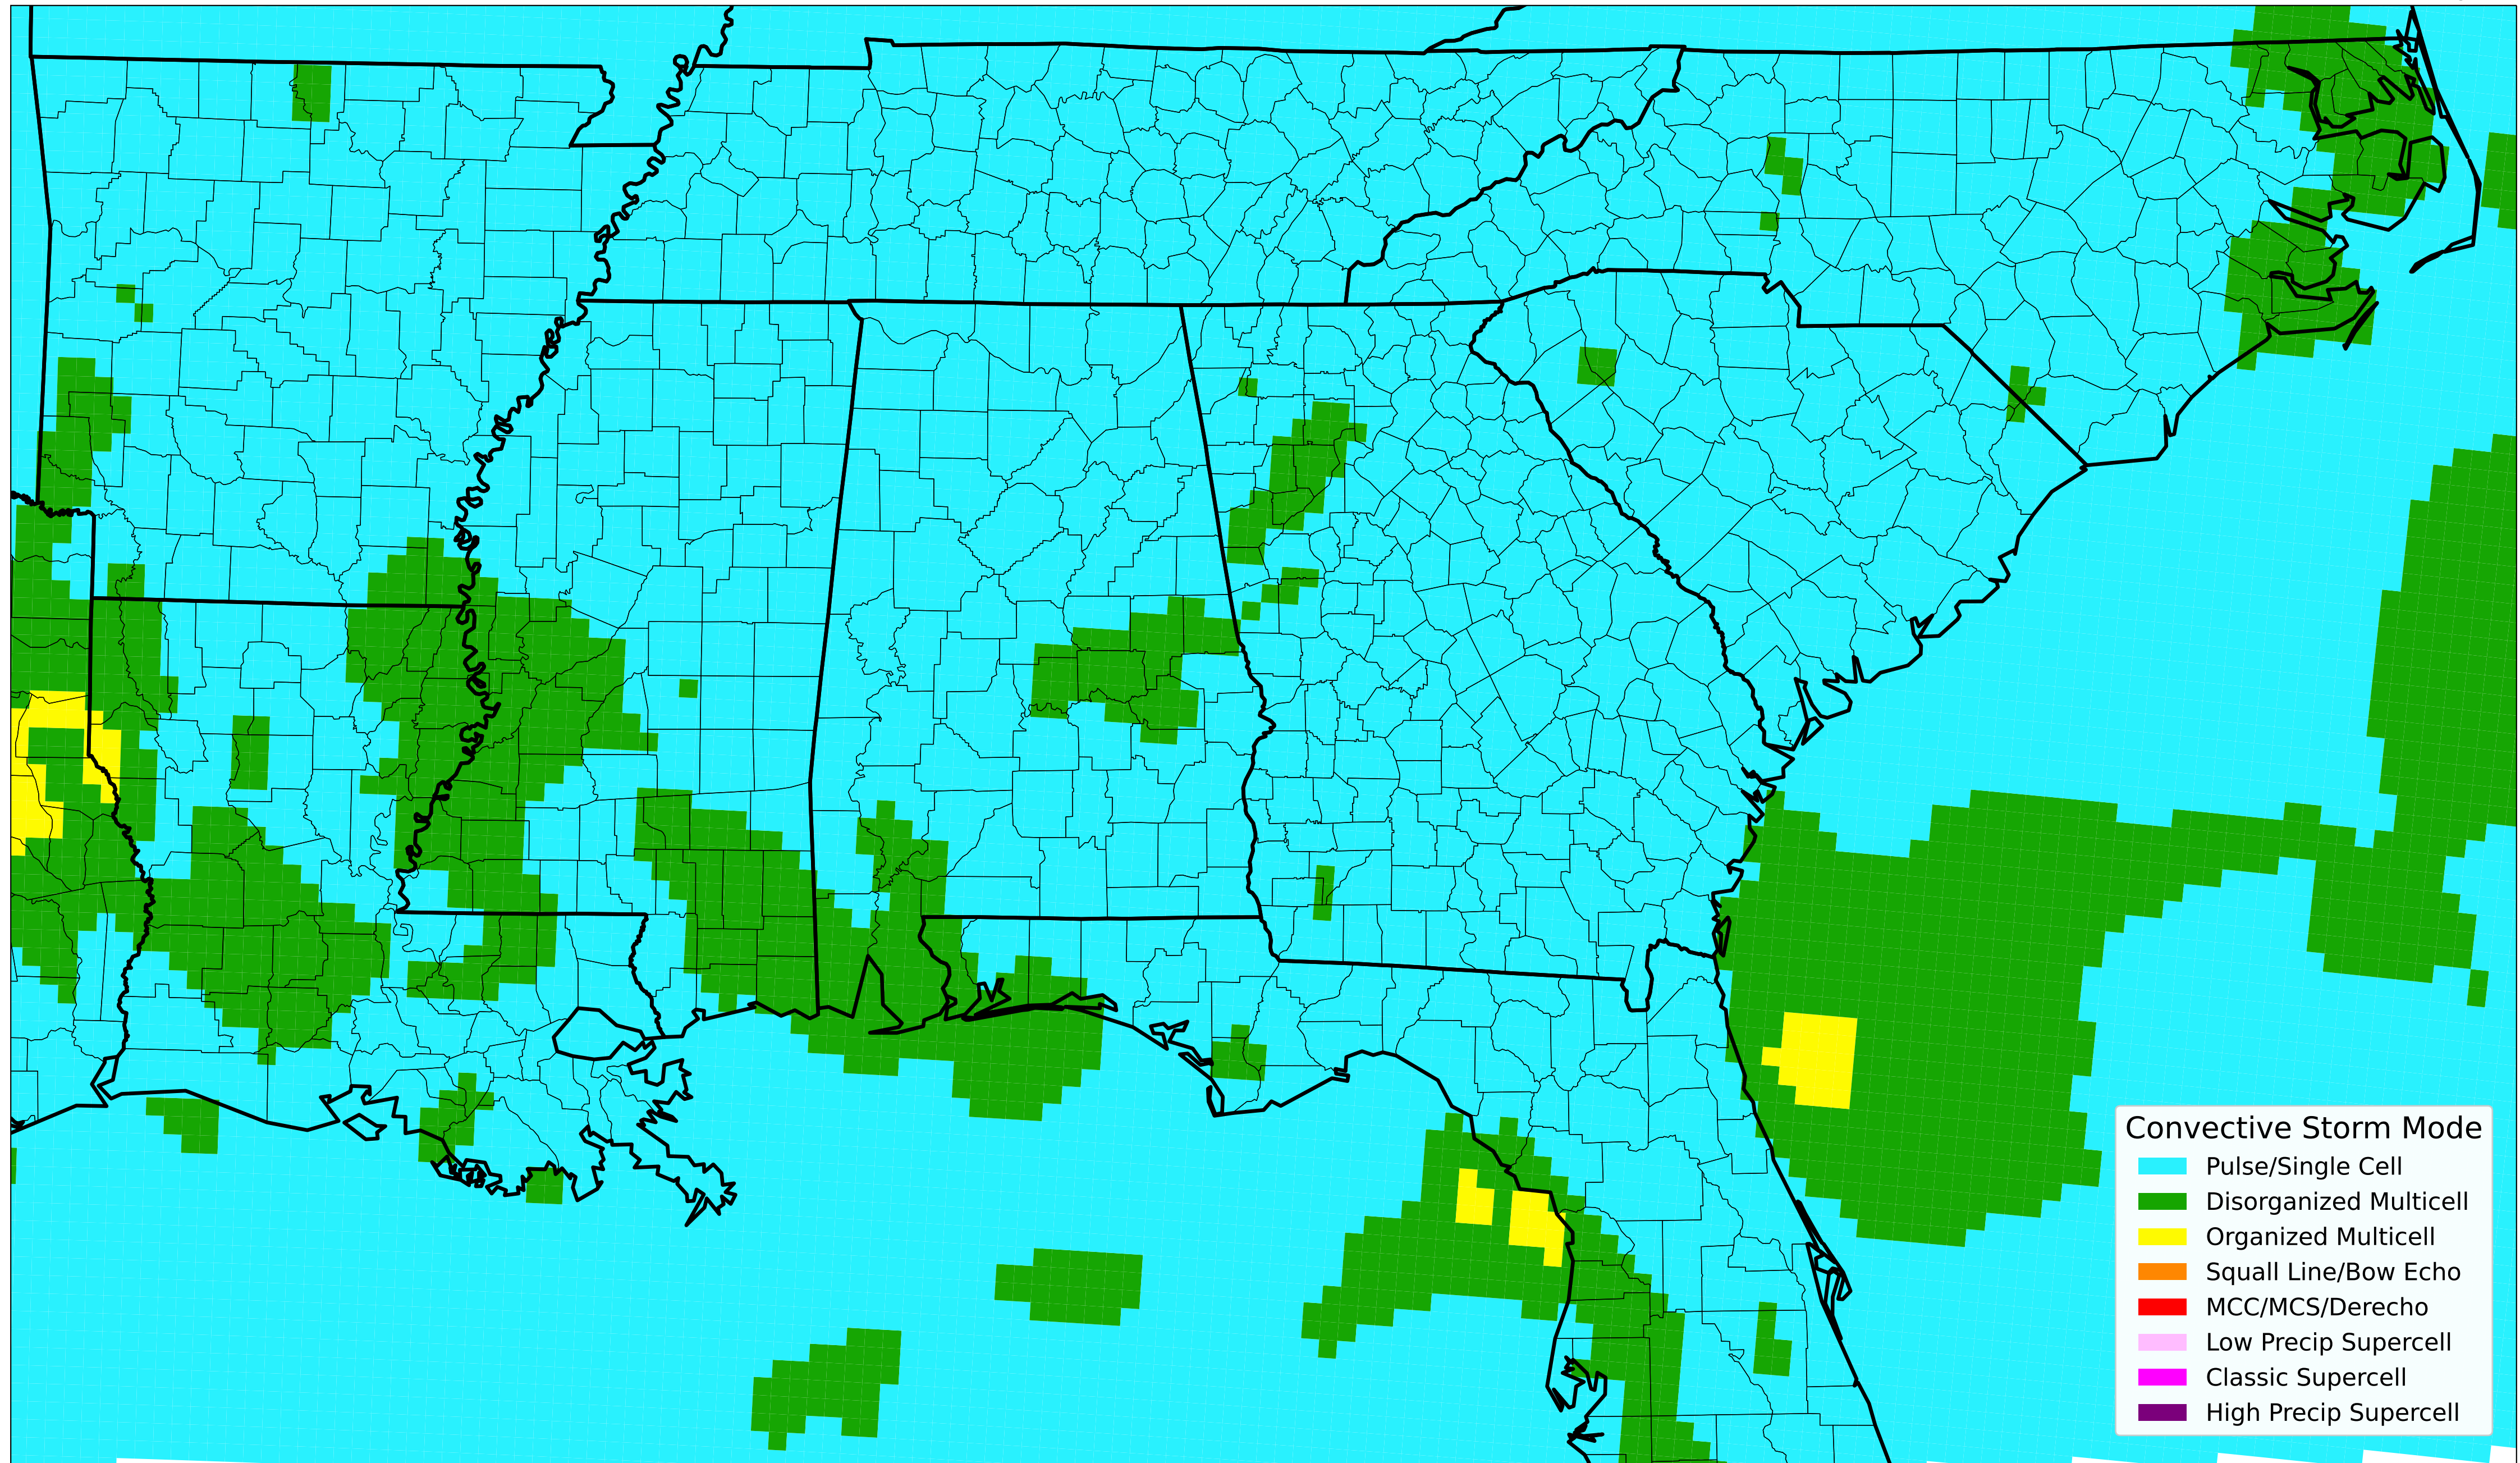 Convective Storm Mode
Pulse/Single Cell
Disorganized Multicell
Organized Multicell
Squall Line/Bow Echo
MCC/MCS/Derecho
Low Precip Supercell
Classic Supercell
High Precip Supercell